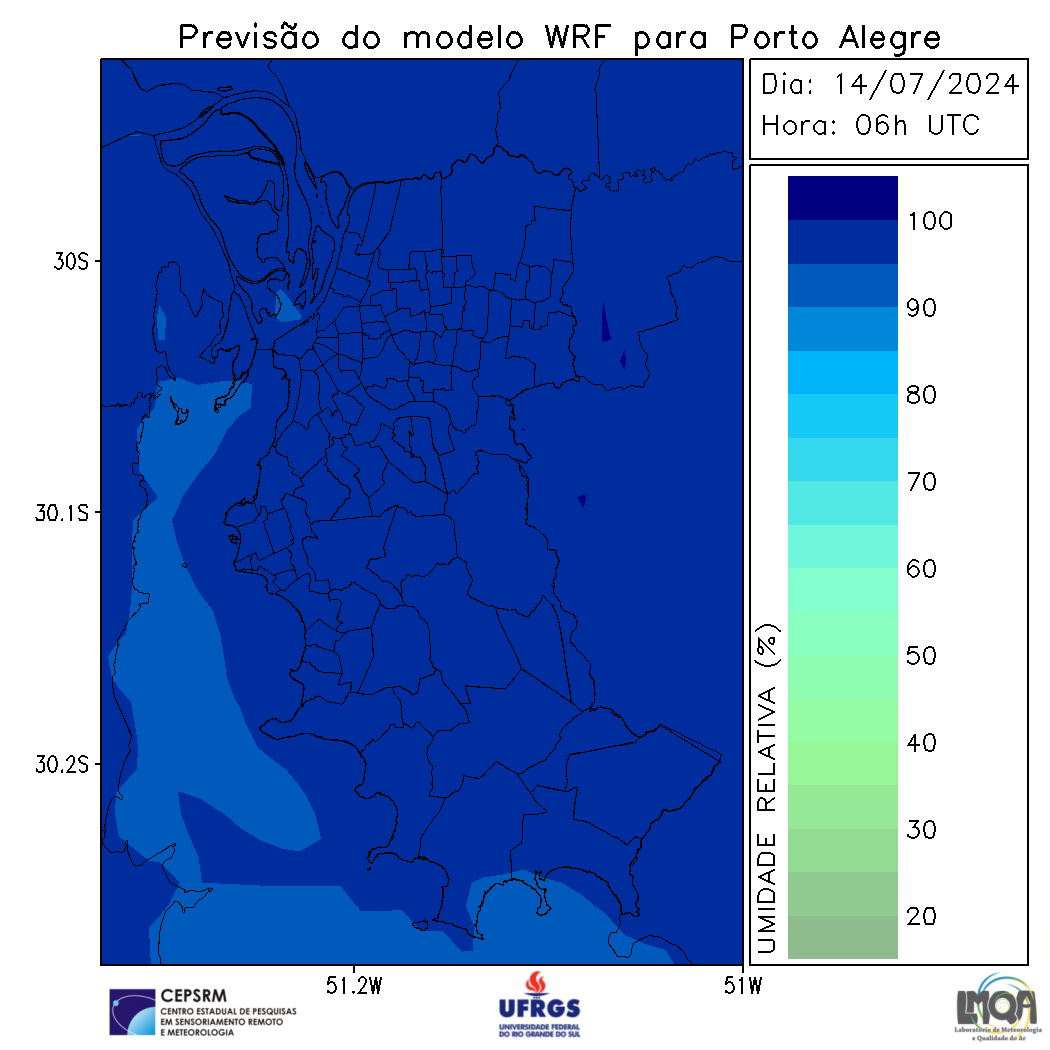 Previsão do modelo WRF para Porto Alegre
Dia: 14/07/2024
Hora: 06h UTC
30S
30.1S
30.2S
51.2W
51W
UMIDADE RELATIVA (%)
100
90
80
70
60
50
40
30
20
CEPSRM
CENTRO ESTADUAL DE PESQUISAS
EM SENSORIAMENTO REMOTO
E METEOROLOGIA
UFRGS
UNIVERSIDADE FEDERAL
DO RIO GRANDE DO SUL
LMQA
Laboratório de Meteorologia
e Qualidade do Ar